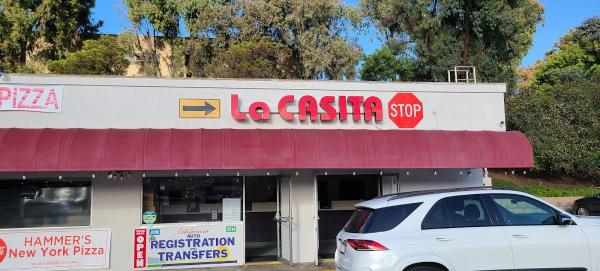 PIZZA
La CASITA
STOP
HAMMER'S
New York Pizza
OPEN
California
AUTO
REGISTRATION
TRANSFERS